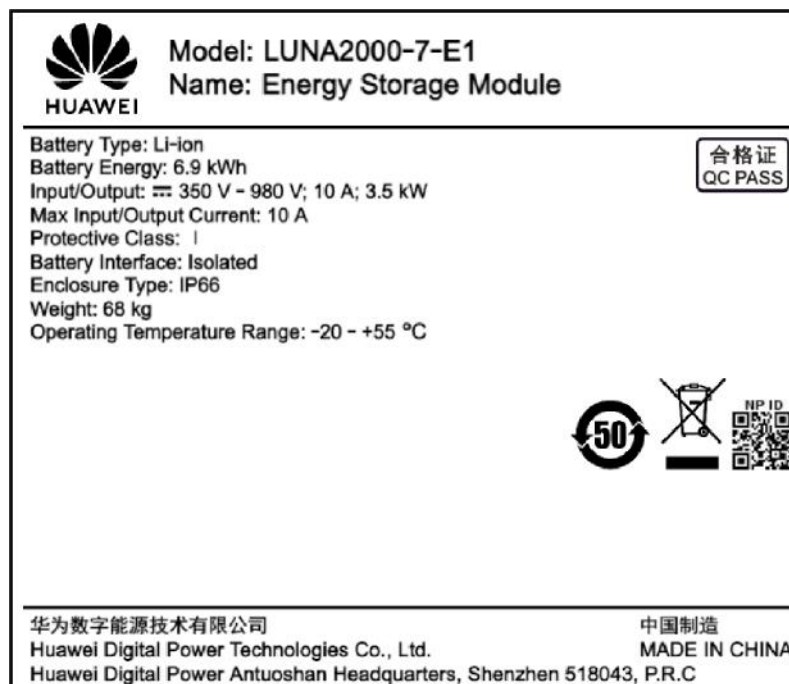 HUAWEI
Model: LUNA2000-7-E1
Name: Energy Storage Module
Battery Type: Li-ion
Battery Energy: 6.9 kWh
Input/Output: ⎓ 350 V - 980 V; 10 A; 3.5 kW
Max Input/Output Current: 10 A
Protective Class: I
Battery Interface: Isolated
Enclosure Type: IP66
Weight: 68 kg
Operating Temperature Range: -20 - +55 °C
合格证
QC PASS
50
NP ID
华为数字能源技术有限公司
中国制造
Huawei Digital Power Technologies Co., Ltd.
MADE IN CHINA
Huawei Digital Power Antuoshan Headquarters, Shenzhen 518043, P.R.C